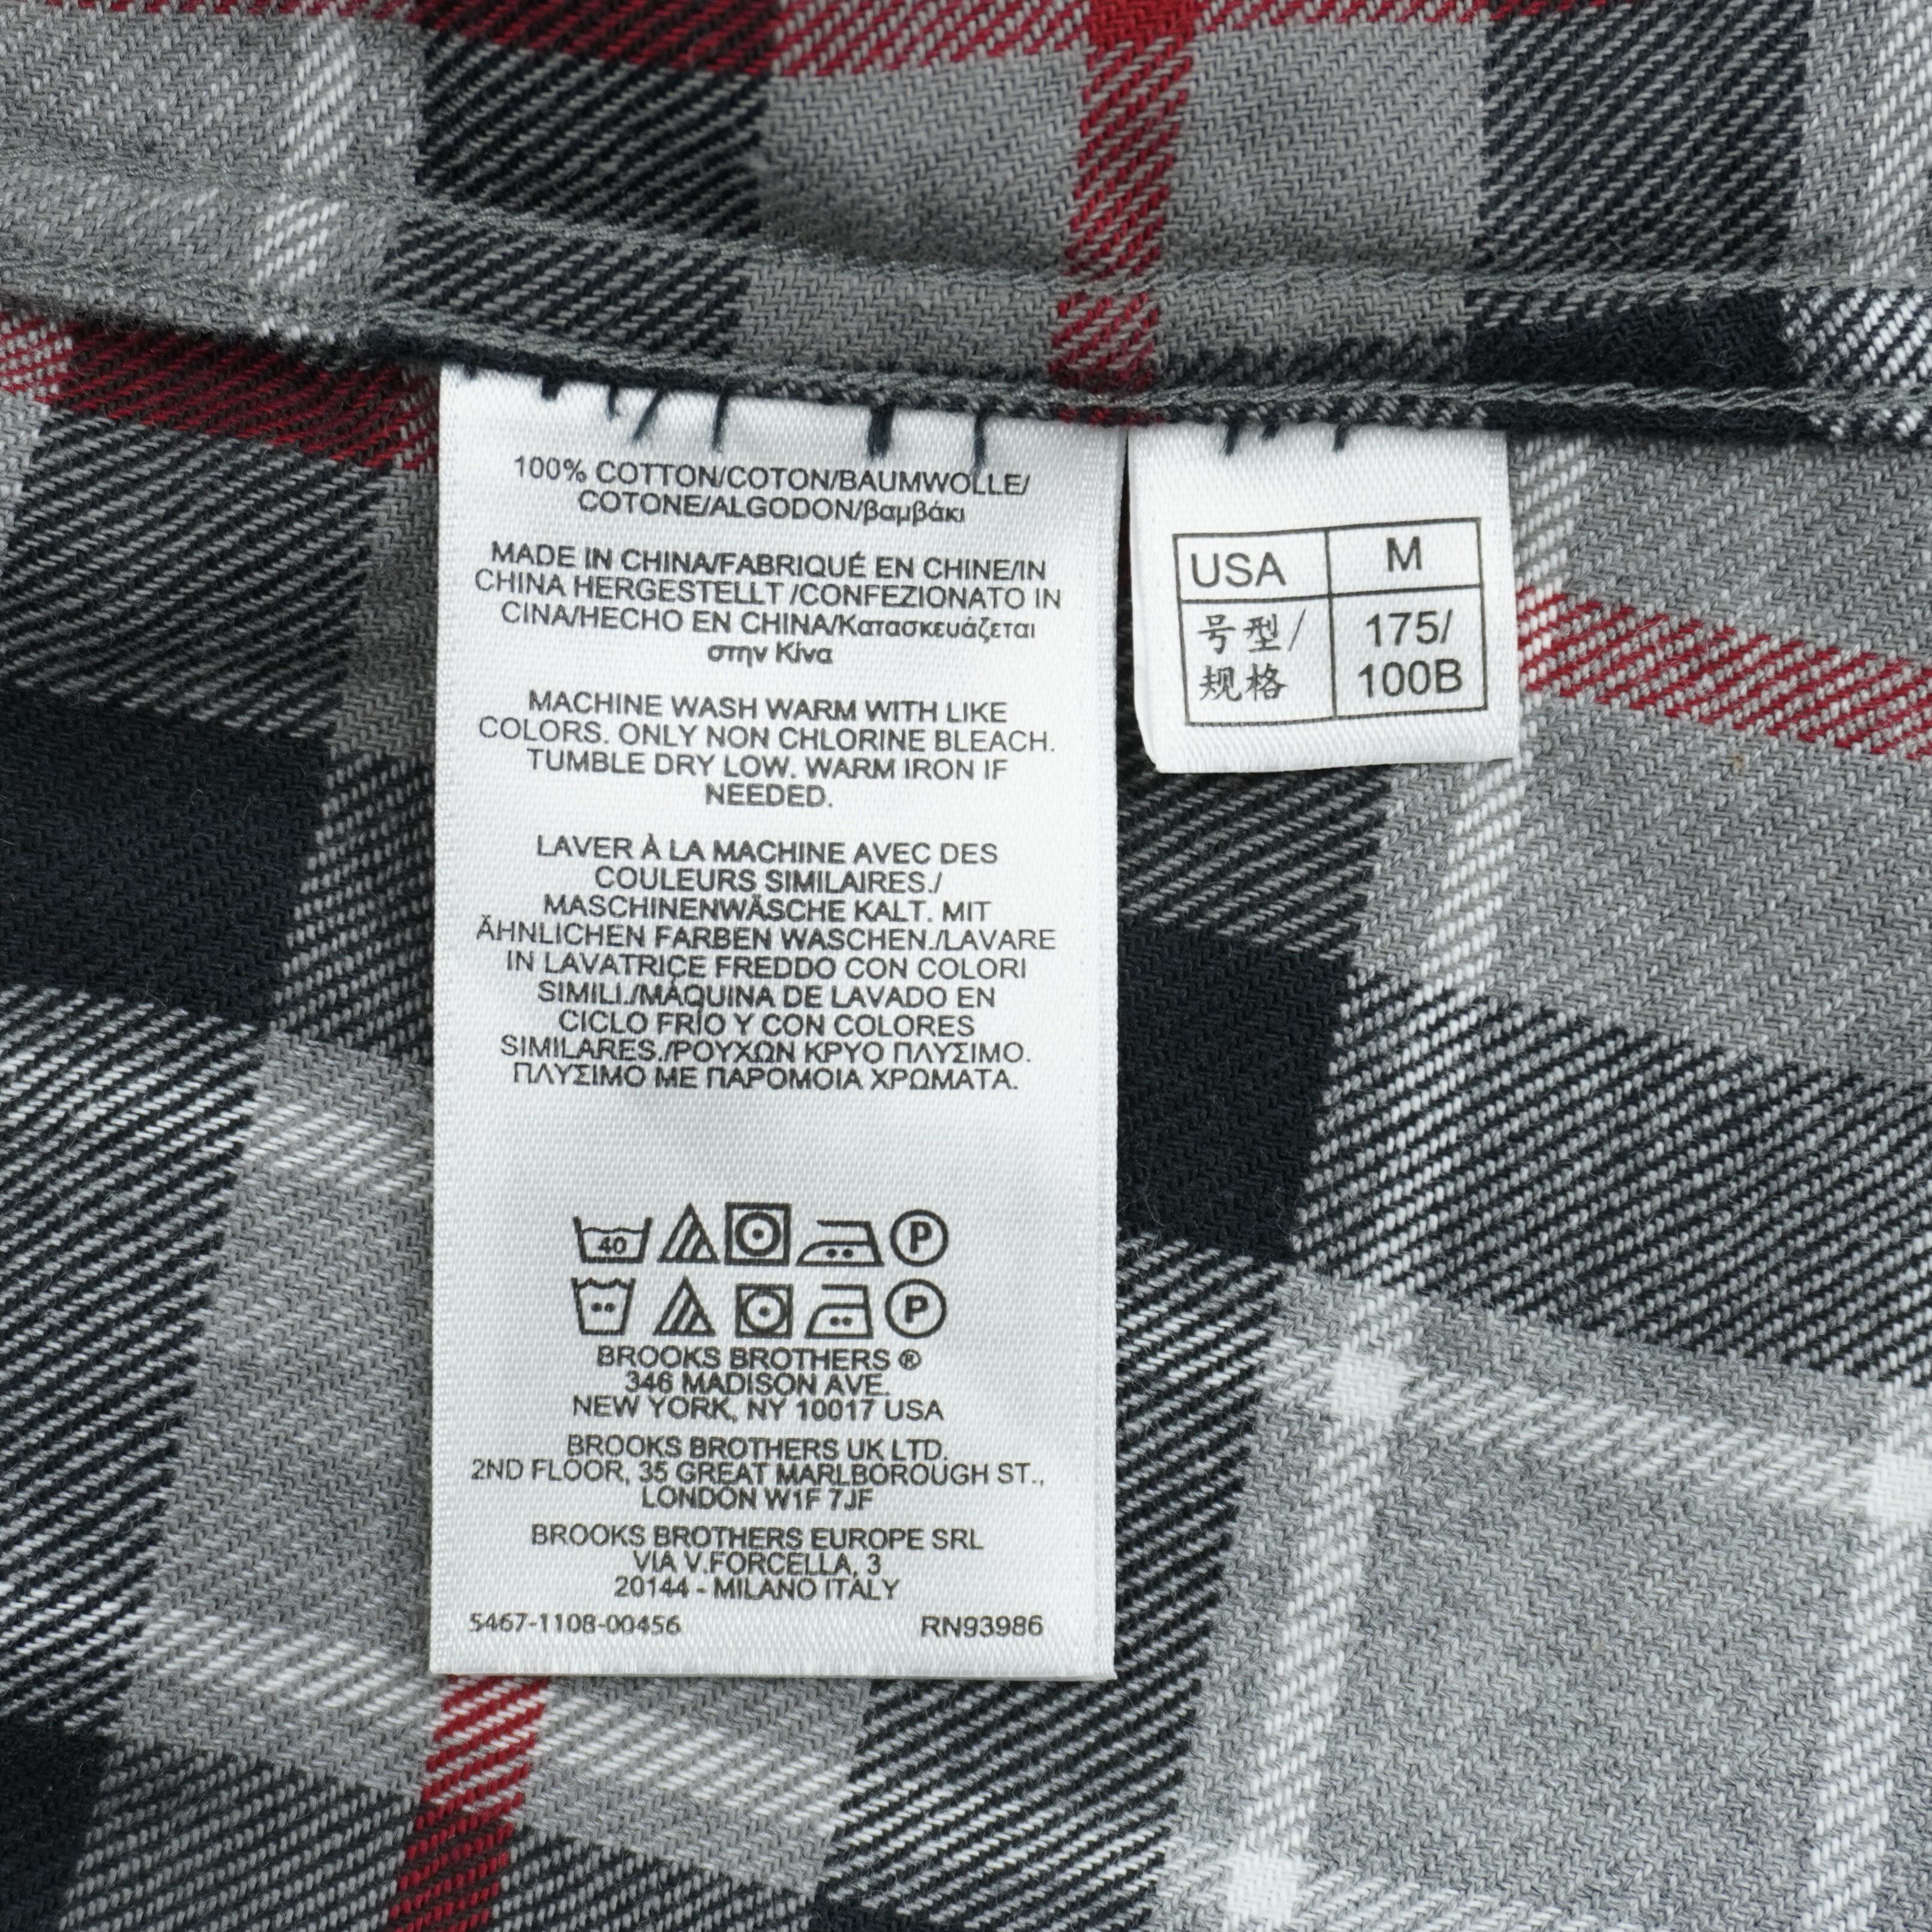 100% COTTON/COTON/BAUMWOLLE/
COTONE/ALGODON/βαμβάκι
MADE IN CHINA/FABRIQUÉ EN CHINE/IN
CHINA HERGESTELLT /CONFEZIONATO IN
CINA/HECHO EN CHINA/Κατασκευάζεται
στην Κίνα
MACHINE WASH WARM WITH LIKE
COLORS. ONLY NON CHLORINE BLEACH.
TUMBLE DRY LOW. WARM IRON IF
NEEDED.
LAVER À LA MACHINE AVEC DES
COULEURS SIMILAIRES./
MASCHINENWÄSCHE KALT. MIT
ÄHNLICHEN FARBEN WASCHEN./LAVARE
IN LAVATRICE FREDDO CON COLORI
SIMILI./MÁQUINA DE LAVADO EN
CICLO FRÍO Y CON COLORES
SIMILARES./ΡΟΥΧΩΝ ΚΡΥΟ ΠΛΥΣΙΜΟ.
ΠΛΥΣΙΜΟ ΜΕ ΠΑΡΟΜΟΙΑ ΧΡΩΜΑΤΑ.
40 P
P
BROOKS BROTHERS ®
346 MADISON AVE.
NEW YORK, NY 10017 USA
BROOKS BROTHERS UK LTD.
2ND FLOOR, 35 GREAT MARLBOROUGH ST.,
LONDON W1F 7JF
BROOKS BROTHERS EUROPE SRL
VIA V.FORCELLA, 3
20144 - MILANO ITALY
5467-1108-00456 RN93986
USA M
号型/ 175/
规格 100B